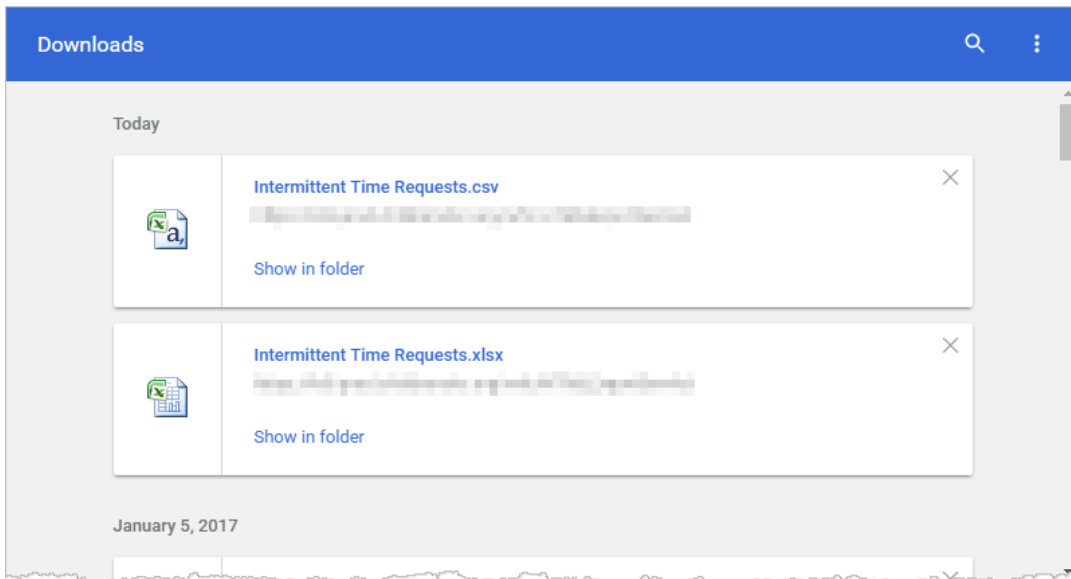 Downloads
Today
Intermittent Time Requests.csv
Show in folder
Intermittent Time Requests.xlsx
Show in folder
January 5, 2017